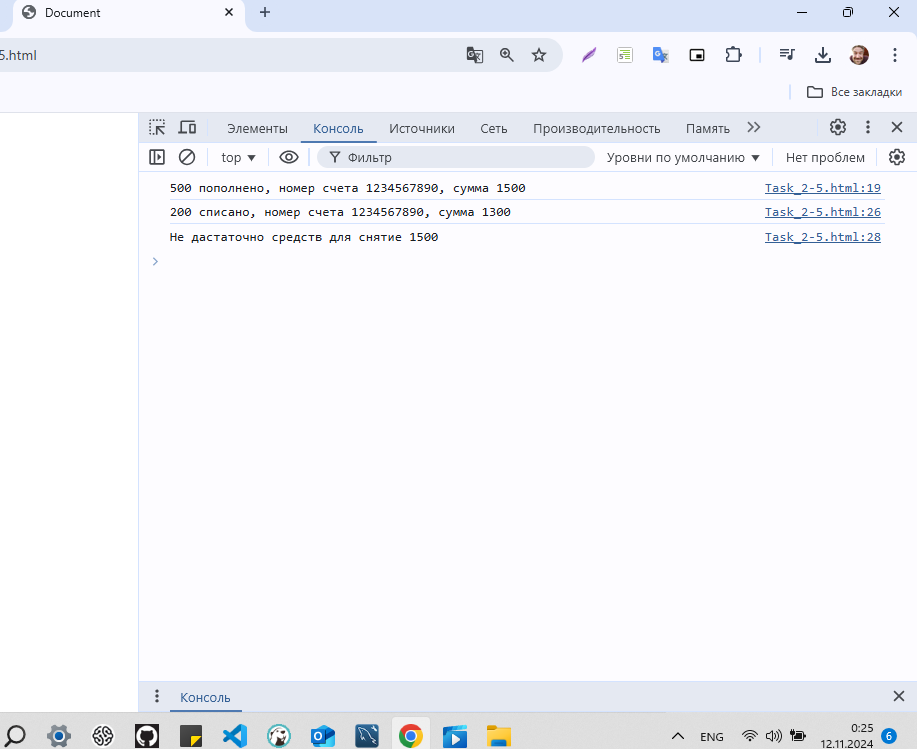 Document
5.html
Все закладки
Элементы Консоль Источники Сеть Производительность Память
top Фильтр Уровни по умолчанию Нет проблем
500 пополнено, номер счета 1234567890, сумма 1500 Task_2-5.html:19
200 списано, номер счета 1234567890, сумма 1300 Task_2-5.html:26
Не дастаточно средств для снятие 1500 Task_2-5.html:28
Консоль
ENG 0:25
12.11.2024 6